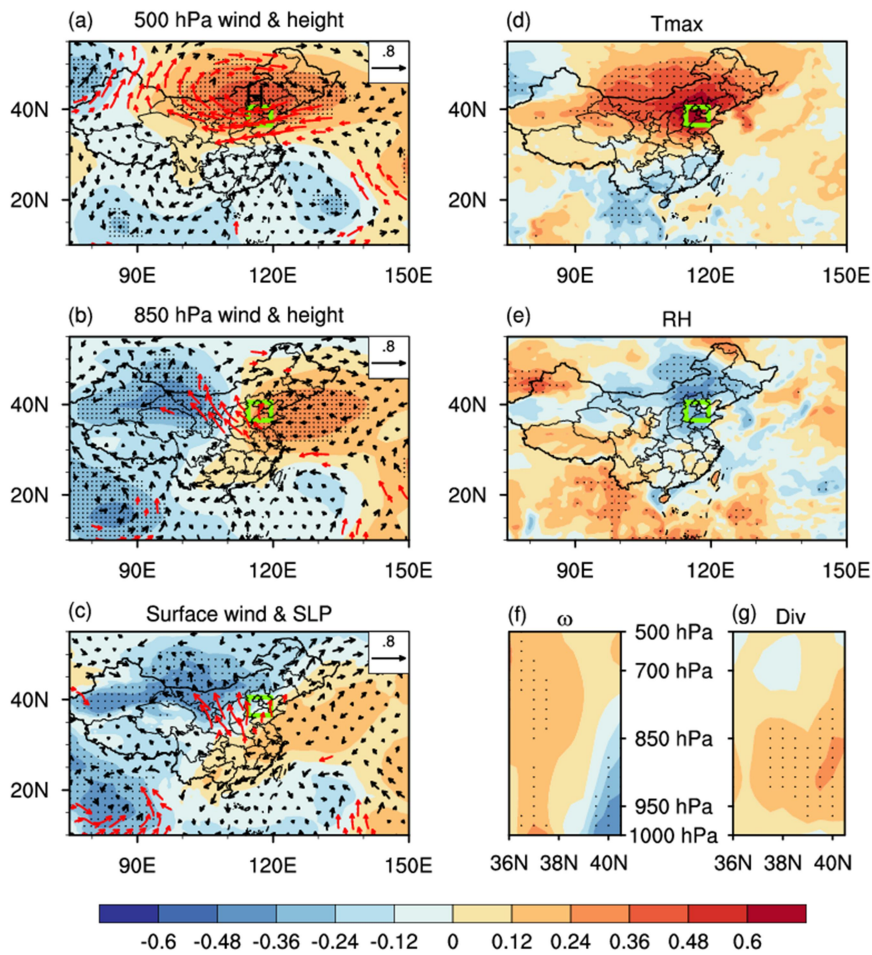 (a) 500 hPa wind & height
.8
H
40N
20N
90E 120E 150E
(d) Tmax
40N
20N
90E 120E 150E
(b) 850 hPa wind & height
.8
40N
20N
90E 120E 150E
(e) RH
40N
20N
90E 120E 150E
(c) Surface wind & SLP
.8
40N
20N
90E 120E 150E
(f) ω
500 hPa
700 hPa
850 hPa
950 hPa
1000 hPa
36N 38N 40N
(g) Div
36N 38N 40N
-0.6 -0.48 -0.36 -0.24 -0.12 0 0.12 0.24 0.36 0.48 0.6